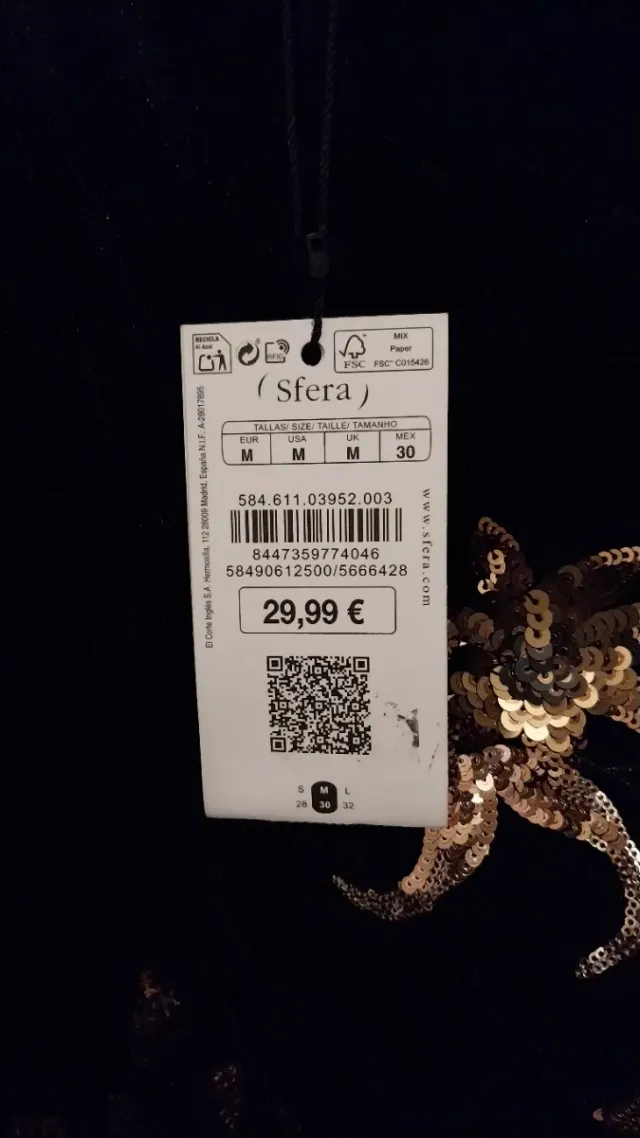 RECICLA
Al Azul
RFID
FSC
MIX
Paper
FSC® C015426
(Sfera)
TALLAS/ SIZE/ TAILLE/ TAMANHO
EUR USA UK MEX
M M M 30
584.611.03952.003
8447359774046
58490612500/5666428
29,99 €
www.sfera.com
El Corte Inglés S.A. Hermosilla, 112 28009 Madrid. España N.I.F.: A-28017895
S M L
28 30 32